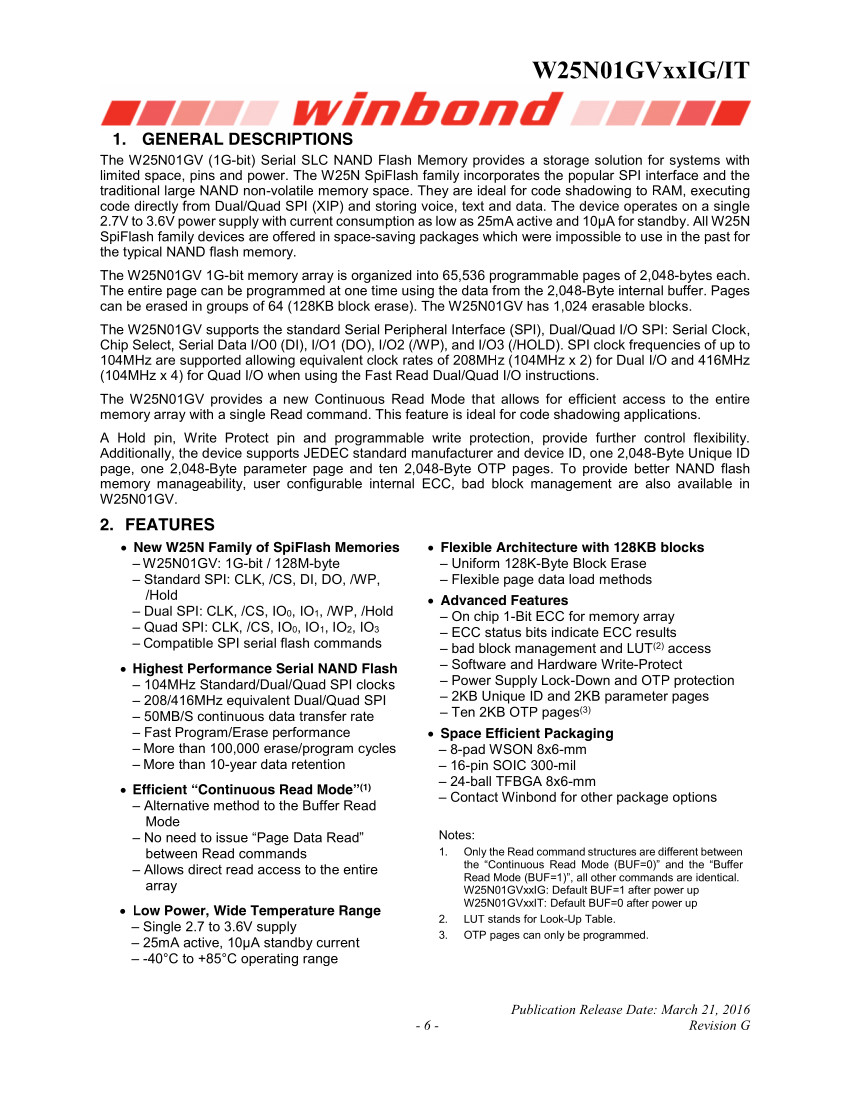 W25N01GVxxIG/IT
winbond
1. GENERAL DESCRIPTIONS
The W25N01GV (1G-bit) Serial SLC NAND Flash Memory provides a storage solution for systems with
limited space, pins and power. The W25N SpiFlash family incorporates the popular SPI interface and the
traditional large NAND non-volatile memory space. They are ideal for code shadowing to RAM, executing
code directly from Dual/Quad SPI (XIP) and storing voice, text and data. The device operates on a single
2.7V to 3.6V power supply with current consumption as low as 25mA active and 10µA for standby. All W25N
SpiFlash family devices are offered in space-saving packages which were impossible to use in the past for
the typical NAND flash memory.
The W25N01GV 1G-bit memory array is organized into 65,536 programmable pages of 2,048-bytes each.
The entire page can be programmed at one time using the data from the 2,048-Byte internal buffer. Pages
can be erased in groups of 64 (128KB block erase). The W25N01GV has 1,024 erasable blocks.
The W25N01GV supports the standard Serial Peripheral Interface (SPI), Dual/Quad I/O SPI: Serial Clock,
Chip Select, Serial Data I/O0 (DI), I/O1 (DO), I/O2 (/WP), and I/O3 (/HOLD). SPI clock frequencies of up to
104MHz are supported allowing equivalent clock rates of 208MHz (104MHz x 2) for Dual I/O and 416MHz
(104MHz x 4) for Quad I/O when using the Fast Read Dual/Quad I/O instructions.
The W25N01GV provides a new Continuous Read Mode that allows for efficient access to the entire
memory array with a single Read command. This feature is ideal for code shadowing applications.
A Hold pin, Write Protect pin and programmable write protection, provide further control flexibility.
Additionally, the device supports JEDEC standard manufacturer and device ID, one 2,048-Byte Unique ID
page, one 2,048-Byte parameter page and ten 2,048-Byte OTP pages. To provide better NAND flash
memory manageability, user configurable internal ECC, bad block management are also available in
W25N01GV.
2. FEATURES
• New W25N Family of SpiFlash Memories
– W25N01GV: 1G-bit / 128M-byte
– Standard SPI: CLK, /CS, DI, DO, /WP,
/Hold
– Dual SPI: CLK, /CS, IO₀, IO₁, /WP, /Hold
– Quad SPI: CLK, /CS, IO₀, IO₁, IO₂, IO₃
– Compatible SPI serial flash commands
• Highest Performance Serial NAND Flash
– 104MHz Standard/Dual/Quad SPI clocks
– 208/416MHz equivalent Dual/Quad SPI
– 50MB/S continuous data transfer rate
– Fast Program/Erase performance
– More than 100,000 erase/program cycles
– More than 10-year data retention
• Efficient “Continuous Read Mode”⁽¹⁾
– Alternative method to the Buffer Read
Mode
– No need to issue “Page Data Read”
between Read commands
– Allows direct read access to the entire
array
• Low Power, Wide Temperature Range
– Single 2.7 to 3.6V supply
– 25mA active, 10µA standby current
– -40°C to +85°C operating range
• Flexible Architecture with 128KB blocks
– Uniform 128K-Byte Block Erase
– Flexible page data load methods
• Advanced Features
– On chip 1-Bit ECC for memory array
– ECC status bits indicate ECC results
– bad block management and LUT⁽²⁾ access
– Software and Hardware Write-Protect
– Power Supply Lock-Down and OTP protection
– 2KB Unique ID and 2KB parameter pages
– Ten 2KB OTP pages⁽³⁾
• Space Efficient Packaging
– 8-pad WSON 8x6-mm
– 16-pin SOIC 300-mil
– 24-ball TFBGA 8x6-mm
– Contact Winbond for other package options
Notes:
1. Only the Read command structures are different between
the “Continuous Read Mode (BUF=0)” and the “Buffer
Read Mode (BUF=1)”, all other commands are identical.
W25N01GVxxIG: Default BUF=1 after power up
W25N01GVxxIT: Default BUF=0 after power up
2. LUT stands for Look-Up Table.
3. OTP pages can only be programmed.
Publication Release Date: March 21, 2016
- 6 - Revision G